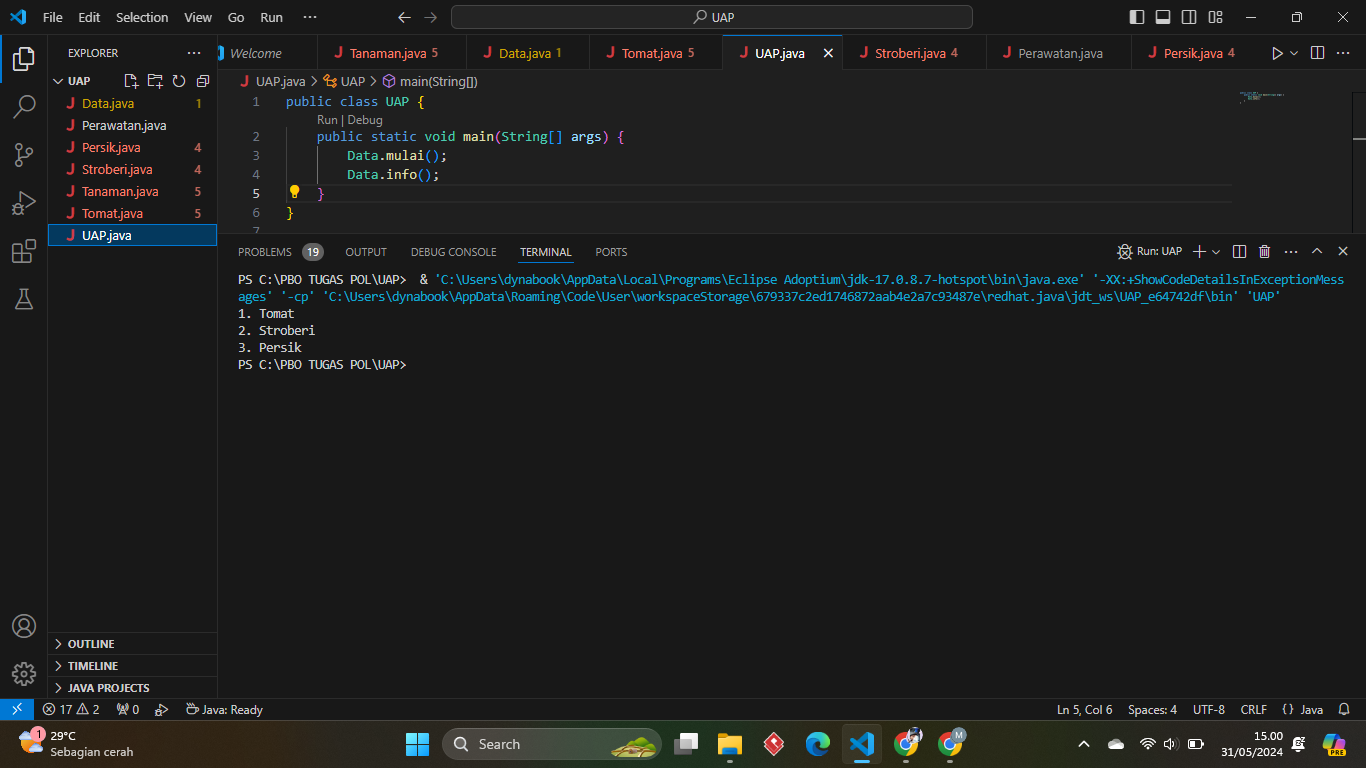 File Edit Selection View Go Run ··· UAP
EXPLORER ···
UAP
Data.java 1
Perawatan.java
Persik.java 4
Stroberi.java 4
Tanaman.java 5
Tomat.java 5
UAP.java
OUTLINE
TIMELINE
JAVA PROJECTS
Welcome Tanaman.java 5 Data.java 1 Tomat.java 5 UAP.java Stroberi.java 4 Perawatan.java Persik.java 4
UAP.java > UAP > main(String[])
1 public class UAP {
Run | Debug
2 public static void main(String[] args) {
3 Data.mulai();
4 Data.info();
5 }
6 }
7
PROBLEMS 19 OUTPUT DEBUG CONSOLE TERMINAL PORTS Run: UAP
PS C:\PBO TUGAS POL\UAP> & 'C:\Users\dynabook\AppData\Local\Programs\Eclipse Adoptium\jdk-17.0.8.7-hotspot\bin\java.exe' '-XX:+ShowCodeDetailsInExceptionMess
ages' '-cp' 'C:\Users\dynabook\AppData\Roaming\Code\User\workspaceStorage\679337c2ed1746872aab4e2a7c93487e\redhat.java\jdt_ws\UAP_e64742df\bin' 'UAP'
1. Tomat
2. Stroberi
3. Persik
PS C:\PBO TUGAS POL\UAP>
17 2 0 Java: Ready Ln 5, Col 6 Spaces: 4 UTF-8 CRLF {} Java
1
29°C
Sebagian cerah
Search
M
15.00
31/05/2024
PRE